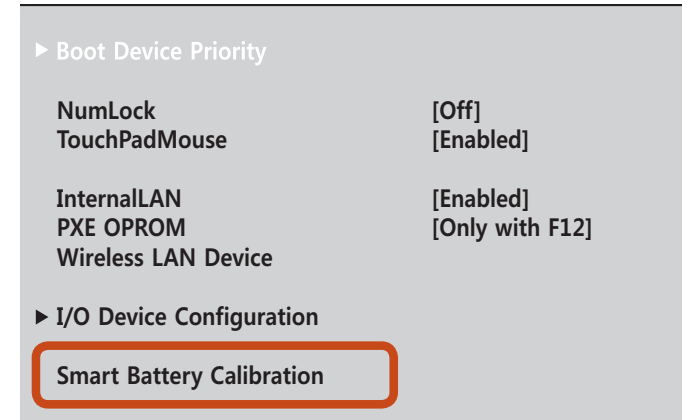 ▶ Boot Device Priority
NumLock [Off]
TouchPadMouse [Enabled]
InternalLAN [Enabled]
PXE OPROM [Only with F12]
Wireless LAN Device
▶ I/O Device Configuration
Smart Battery Calibration